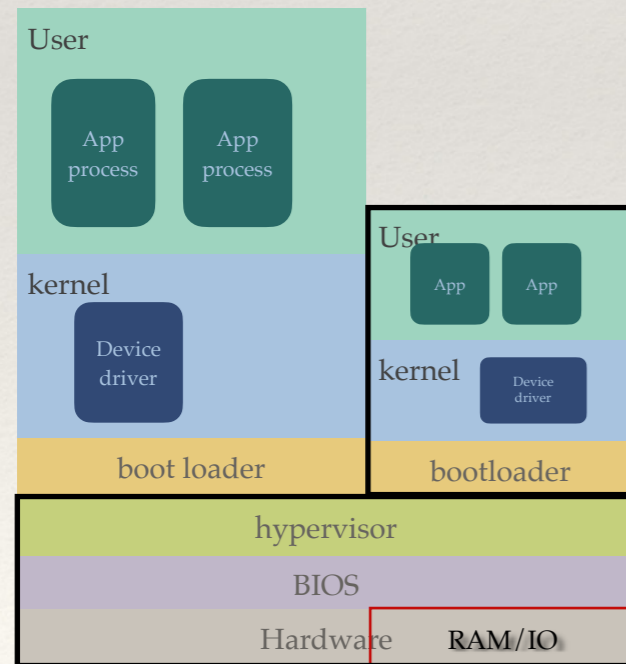 User
App
process
App
process
kernel
Device
driver
boot loader
User
App
App
kernel
Device
driver
bootloader
hypervisor
BIOS
Hardware
RAM/IO